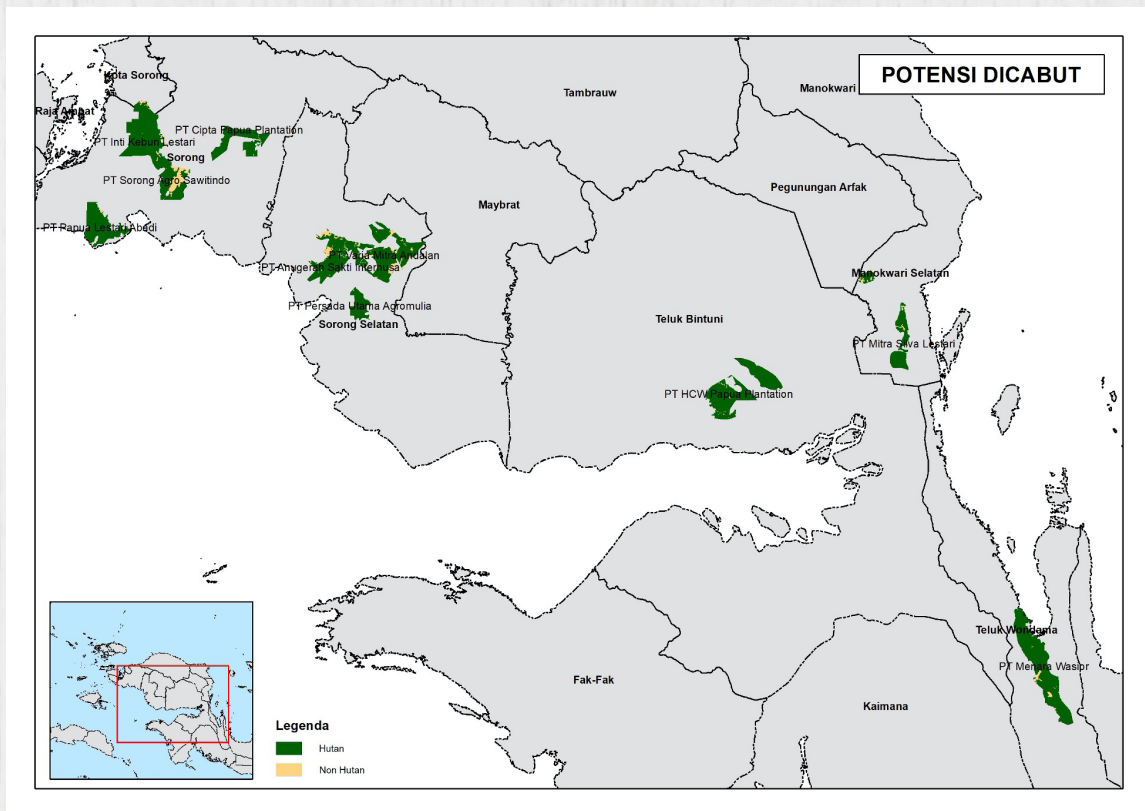 POTENSI DICABUT
Kota Sorong
Manokwari
Tambrauw
Raja Ampat
PT Cipta Papua Plantation
PT Inti Kebun Lestari
Sorong
PT Sorong Agro Sawitindo
Pegunungan Arfak
Maybrat
PT Papua Lestari Abadi
PT Varia Mitra Andalan
PT Anugerah Sakti Internusa
Manokwari Selatan
PT Persada Utama Agromulia
Sorong Selatan
Teluk Bintuni
PT Mitra Silva Lestari
PT HCW Papua Plantation
Teluk Wondama
PT Menara Wasior
Fak-Fak
Kaimana
Legenda
Hutan
Non Hutan